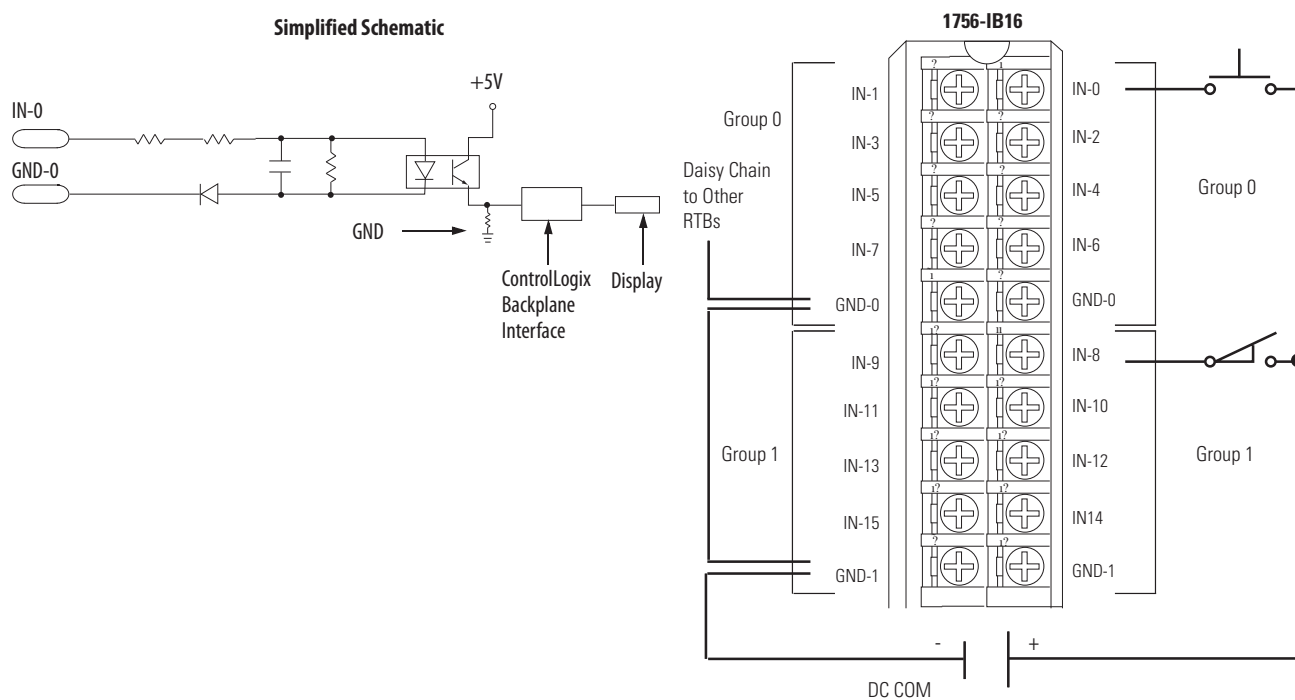 Simplified Schematic
+5V
IN-0
GND-0
GND
ControlLogix
Backplane
Interface
Display
1756-IB16
Group 0
Daisy Chain
to Other
RTBs
Group 1
IN-1
IN-3
IN-5
IN-7
GND-0
IN-9
IN-11
IN-13
IN-15
GND-1
IN-0
IN-2
IN-4
IN-6
GND-0
IN-8
IN-10
IN-12
IN14
GND-1
Group 0
Group 1
- +
DC COM